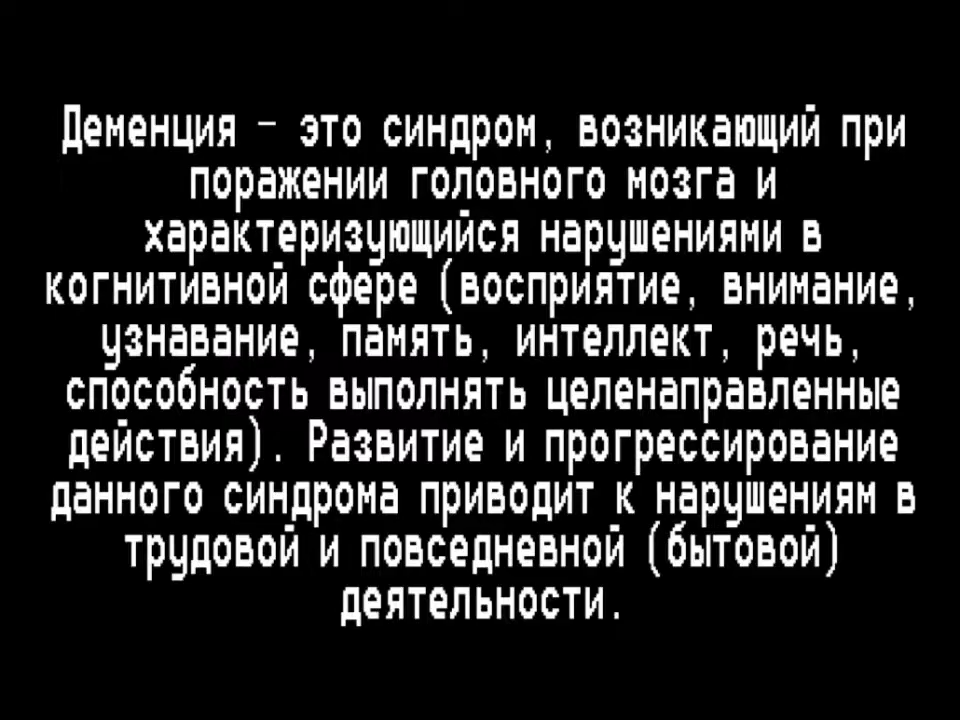 Деменция - это синдром, возникающий при
поражении головного мозга и
характеризующийся нарушениями в
когнитивной сфере (восприятие, внимание,
узнавание, память, интеллект, речь,
способность выполнять целенаправленные
действия). Развитие и прогрессирование
данного синдрома приводит к нарушениям в
трудовой и повседневной (бытовой)
деятельности.